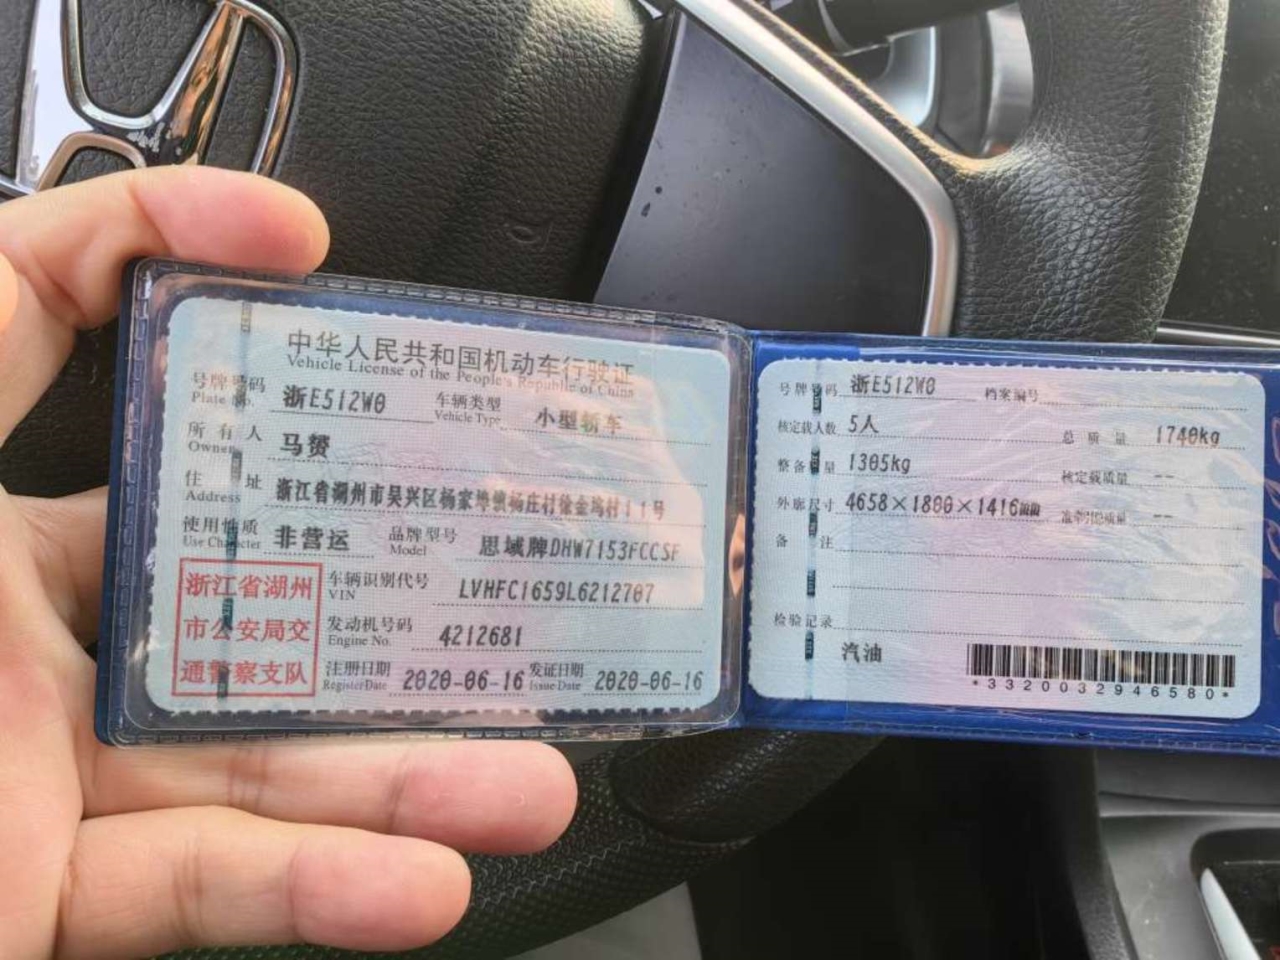 中华人民共和国机动车行驶证
Vehicle License of the People's Republic of China
号牌号码 浙E512W0 车辆类型 小型轿车
Plate No. Vehicle Type
所有人 马赟
Owner
住址 浙江省湖州市吴兴区杨家埠镇杨庄村徐金坞村11号
Address
使用性质 非营运 品牌型号 思域牌DHW7153FCCSF
Use Character Model
浙江省湖州
市公安局交
通警察支队
车辆识别代号 LVHFC1659L6212707
VIN
发动机号码 4212681
Engine No.
注册日期 2020-06-16 发证日期 2020-06-16
Register Date Issue Date
号牌号码 浙E512W0 档案编号
核定载人数 5人 总质量 1740kg
整备质量 1305kg 核定载质量 --
外廓尺寸 4658×1800×1416mm 准牵引总质量 --
备注
检验记录
汽油
*3320032946580*